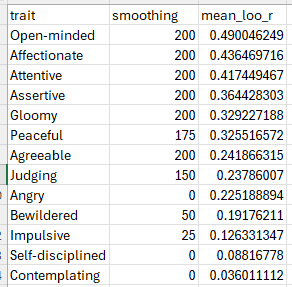 trait smoothing mean_loo_r
Open-minded 200 0.490046249
Affectionate 200 0.436469716
Attentive 200 0.417449467
Assertive 200 0.364428303
Gloomy 200 0.329227188
Peaceful 175 0.325516572
Agreeable 200 0.241866315
Judging 150 0.23786007
Angry 0 0.225188894
Bewildered 50 0.19176211
Impulsive 25 0.126331347
Self-disciplined 0 0.08816778
Contemplating 0 0.036011112